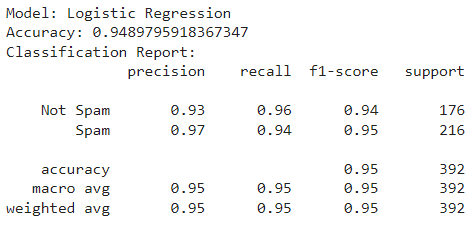 Model: Logistic Regression
Accuracy: 0.9489795918367347
Classification Report:
precision recall f1-score support
Not Spam 0.93 0.96 0.94 176
Spam 0.97 0.94 0.95 216
accuracy 0.95 392
macro avg 0.95 0.95 0.95 392
weighted avg 0.95 0.95 0.95 392